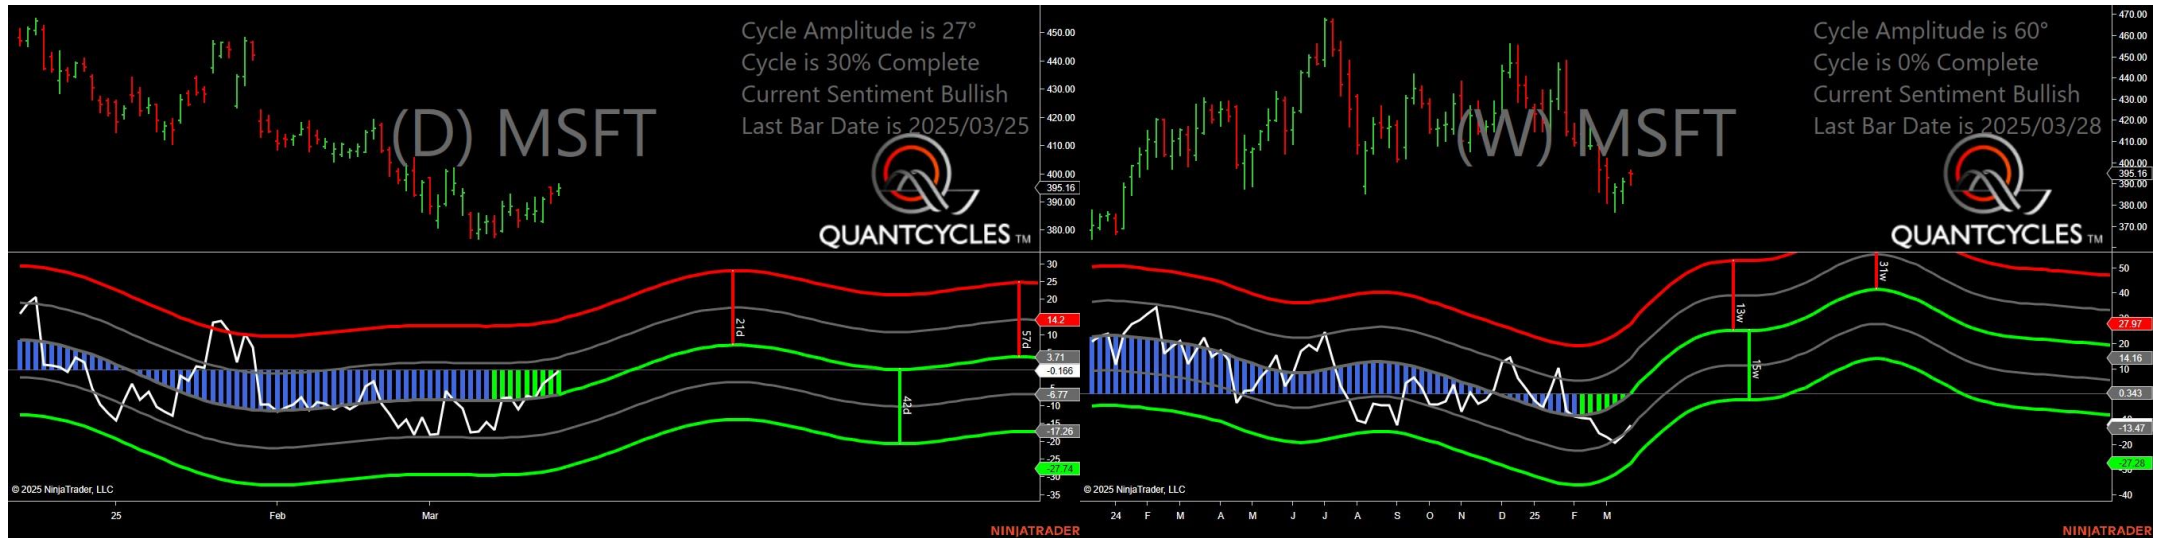 Cycle Amplitude is 27°
Cycle is 30% Complete
Current Sentiment Bullish
Last Bar Date is 2025/03/25
(D) MSFT
QUANTCYCLES TM
450.00
440.00
430.00
420.00
410.00
400.00
395.16
390.00
380.00
30
25
20
14.2
10
3.71
-0.166
-5
-6.77
-10
-15
-17.26
-20
-25
-27.74
-30
-35
21d
42d
57d
© 2025 NinjaTrader, LLC
25
Feb
Mar
NINJATRADER
Cycle Amplitude is 60°
Cycle is 0% Complete
Current Sentiment Bullish
Last Bar Date is 2025/03/28
(W) MSFT
QUANTCYCLES TM
470.00
460.00
450.00
440.00
430.00
420.00
410.00
400.00
395.16
390.00
380.00
370.00
50
40
27.97
20
14.16
10
0.343
-13.47
-20
-27.28
-40
13w
15w
31w
© 2025 NinjaTrader, LLC
24
F
M
A
M
J
J
A
S
O
N
D
25
F
M
NINJATRADER